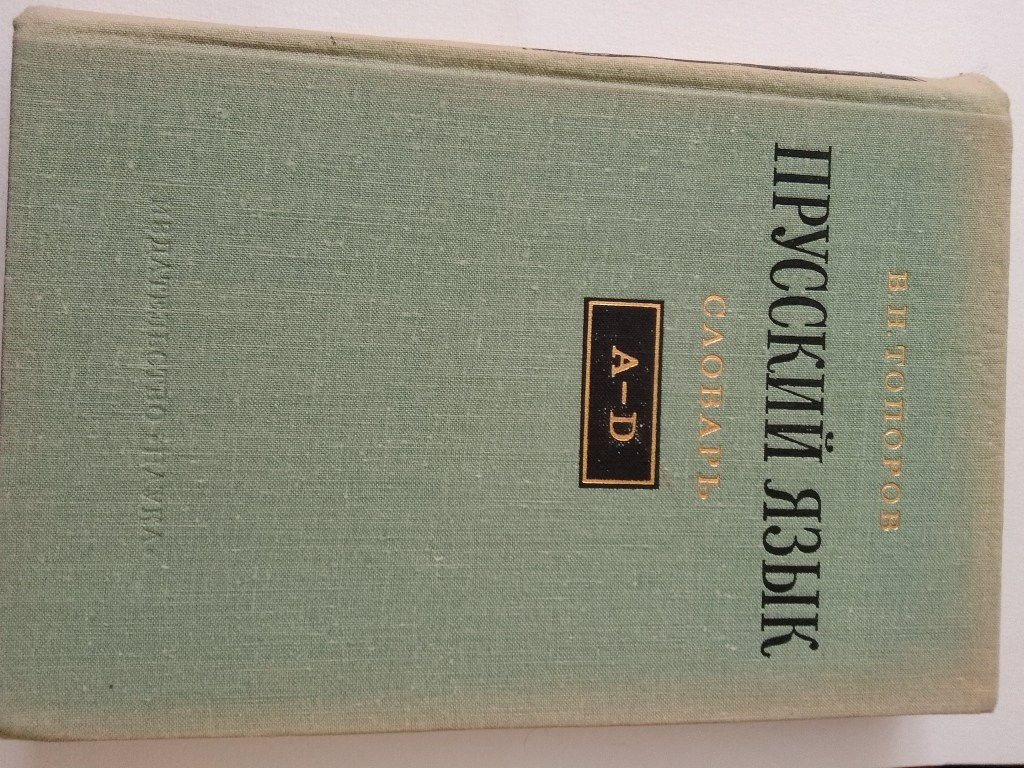 В. Н. ТОПОРОВ
ПРУССКИЙ ЯЗЫК
СЛОВАРЬ
A–D
ИЗДАТЕЛЬСТВО «НАУКА»